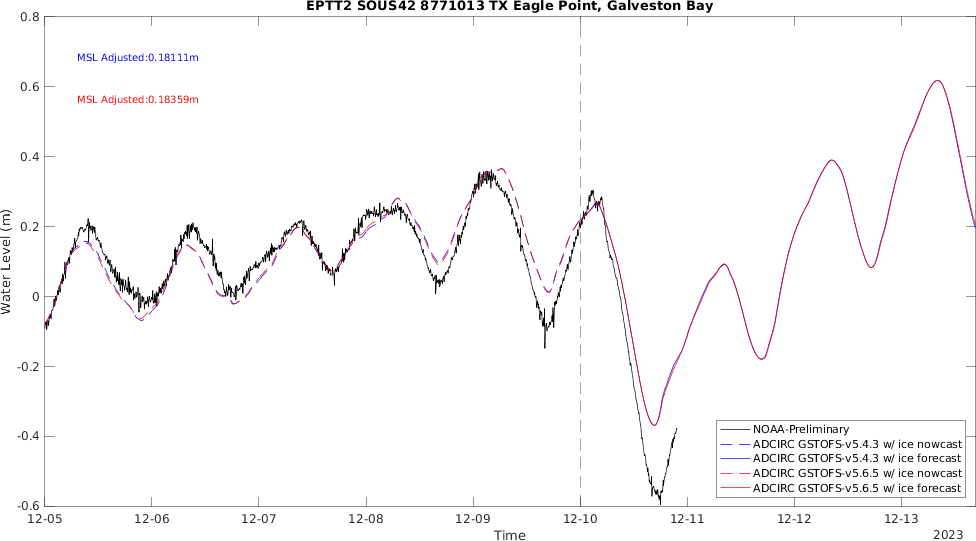 EPTT2 SOUS42 8771013 TX Eagle Point, Galveston Bay
0.8
0.6
0.4
0.2
0
-0.2
-0.4
-0.6
Water Level (m)
MSL Adjusted:0.18111m
MSL Adjusted:0.18359m
NOAA-Preliminary
ADCIRC GSTOFS-v5.4.3 w/ ice nowcast
ADCIRC GSTOFS-v5.4.3 w/ ice forecast
ADCIRC GSTOFS-v5.6.5 w/ ice nowcast
ADCIRC GSTOFS-v5.6.5 w/ ice forecast
12-05 12-06 12-07 12-08 12-09 12-10 12-11 12-12 12-13
Time
2023